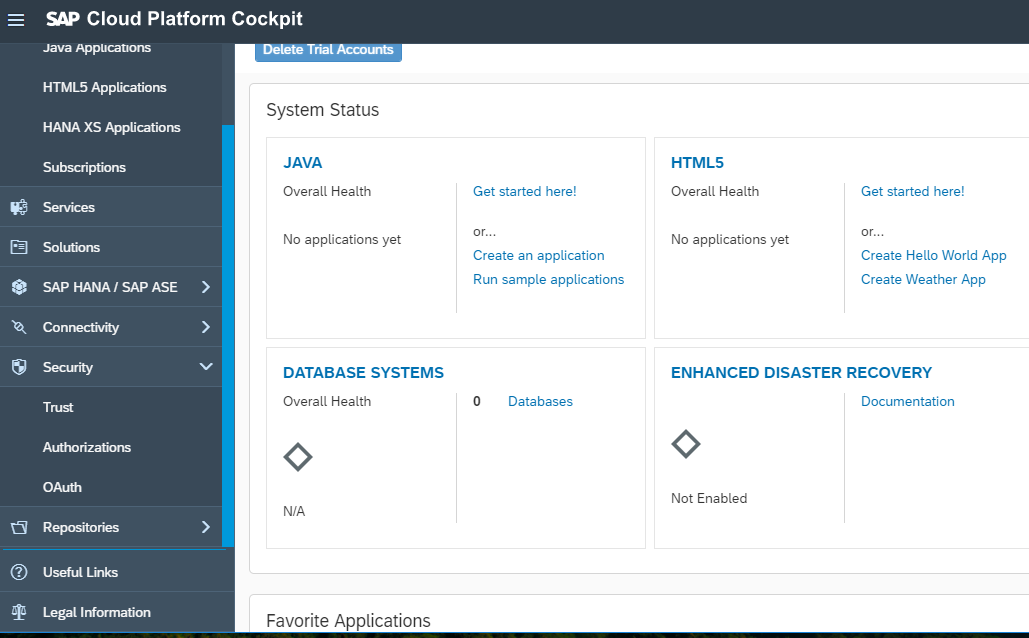 SAP Cloud Platform Cockpit
Java Applications
HTML5 Applications
HANA XS Applications
Subscriptions
Services
Solutions
SAP HANA / SAP ASE
Connectivity
Security
Trust
Authorizations
OAuth
Repositories
Useful Links
Legal Information
Delete Trial Accounts
System Status
JAVA
Overall Health
No applications yet
Get started here!
or...
Create an application
Run sample applications
HTML5
Overall Health
No applications yet
Get started here!
or...
Create Hello World App
Create Weather App
DATABASE SYSTEMS
Overall Health
N/A
0 Databases
ENHANCED DISASTER RECOVERY
Not Enabled
Documentation
Favorite Applications